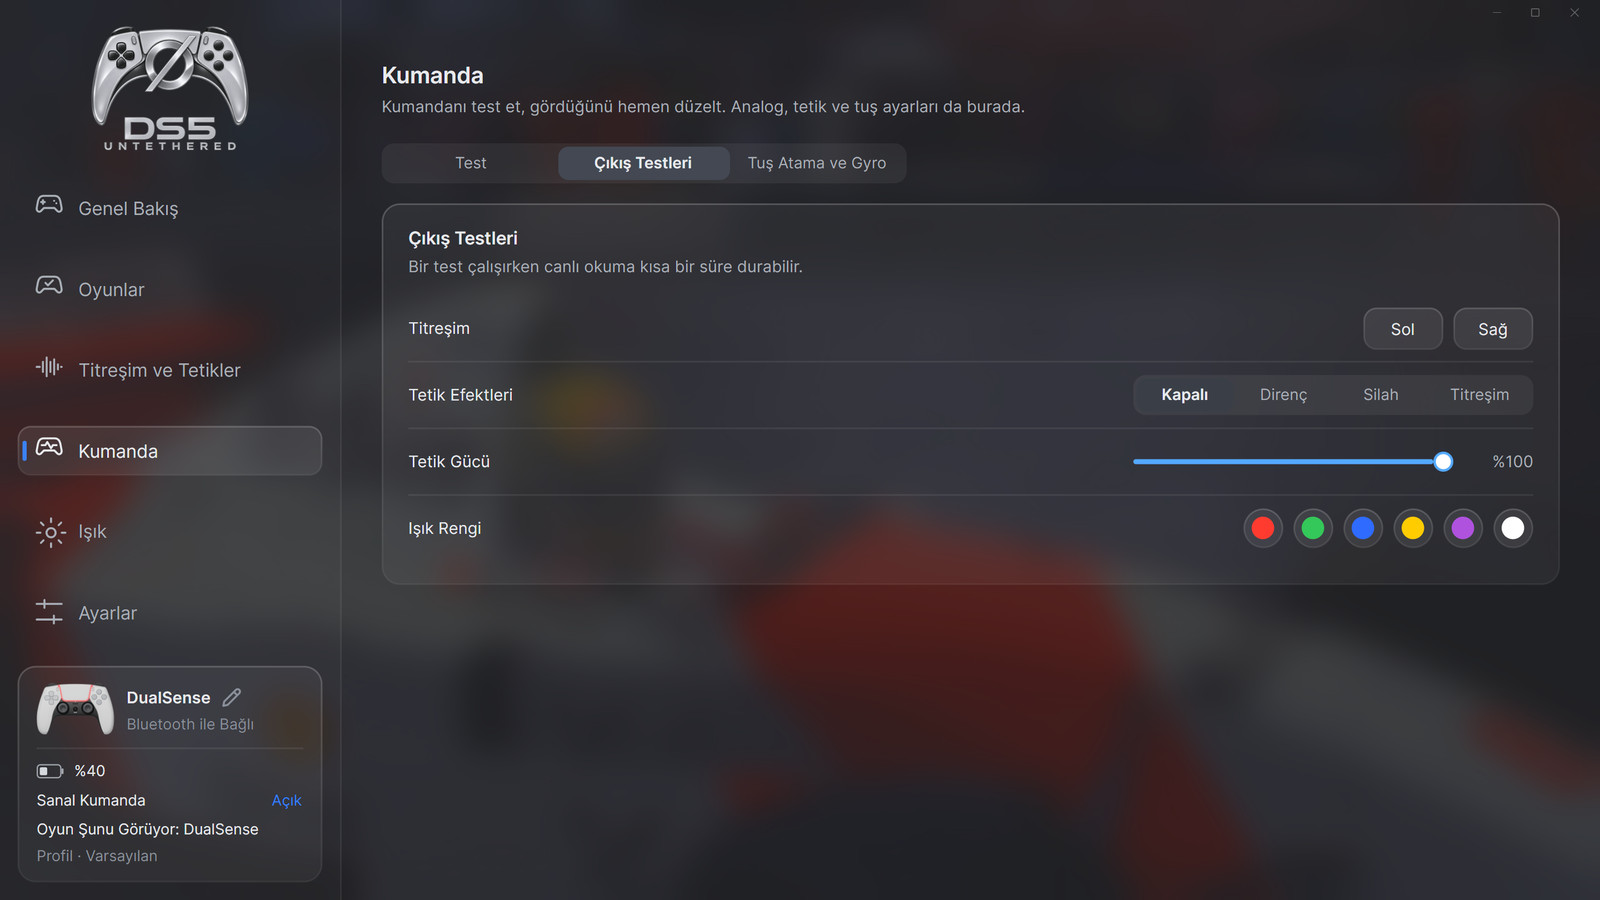 DS5
UNTETHERED
Genel Bakış
Oyunlar
Titreşim ve Tetikler
Kumanda
Işık
Ayarlar
DualSense
Bluetooth ile Bağlı
%40
Sanal Kumanda Açık
Oyun Şunu Görüyor: DualSense
Profil · Varsayılan
Kumanda
Kumandanı test et, gördüğünü hemen düzelt. Analog, tetik ve tuş ayarları da burada.
Test Çıkış Testleri Tuş Atama ve Gyro
Çıkış Testleri
Bir test çalışırken canlı okuma kısa bir süre durabilir.
Titreşim Sol Sağ
Tetik Efektleri Kapalı Direnç Silah Titreşim
Tetik Gücü %100
Işık Rengi